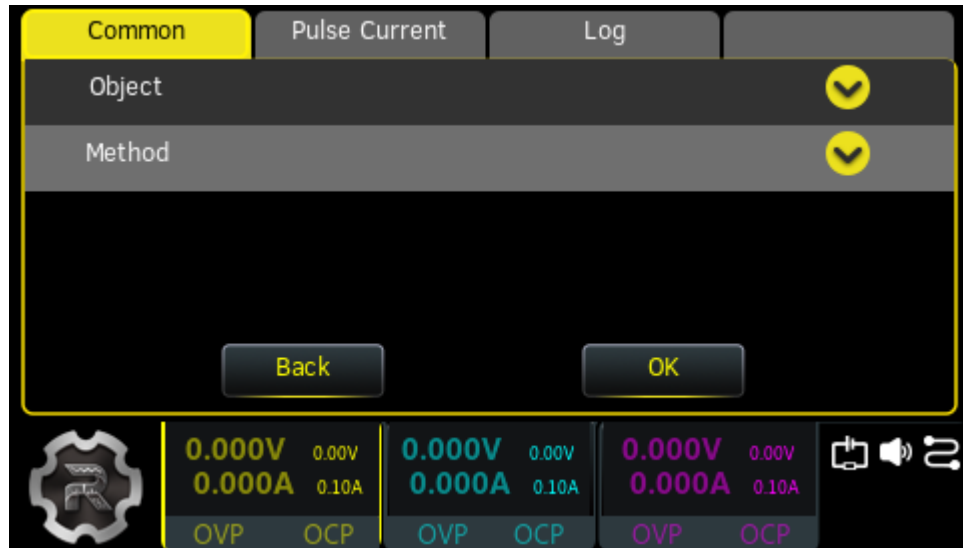 Common Pulse Current Log
Object
Method
Back OK
0.000V 0.00V 0.000V 0.00V 0.000V 0.00V
0.000A 0.10A 0.000A 0.10A 0.000A 0.10A
OVP OCP OVP OCP OVP OCP
R